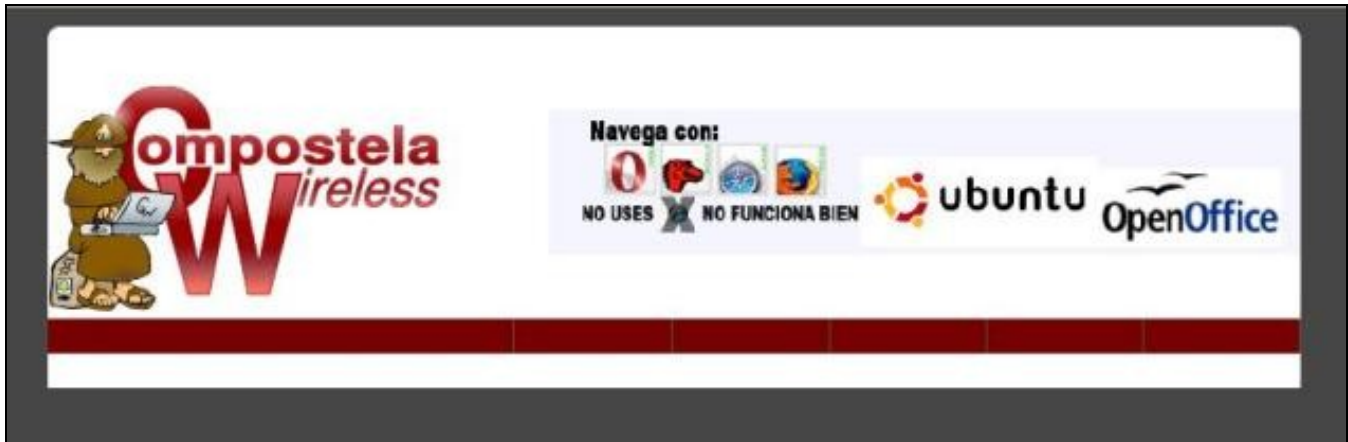 Compostela
Wireless
Navega con:
NO USES NO FUNCIONA BIEN
ubuntu
OpenOffice